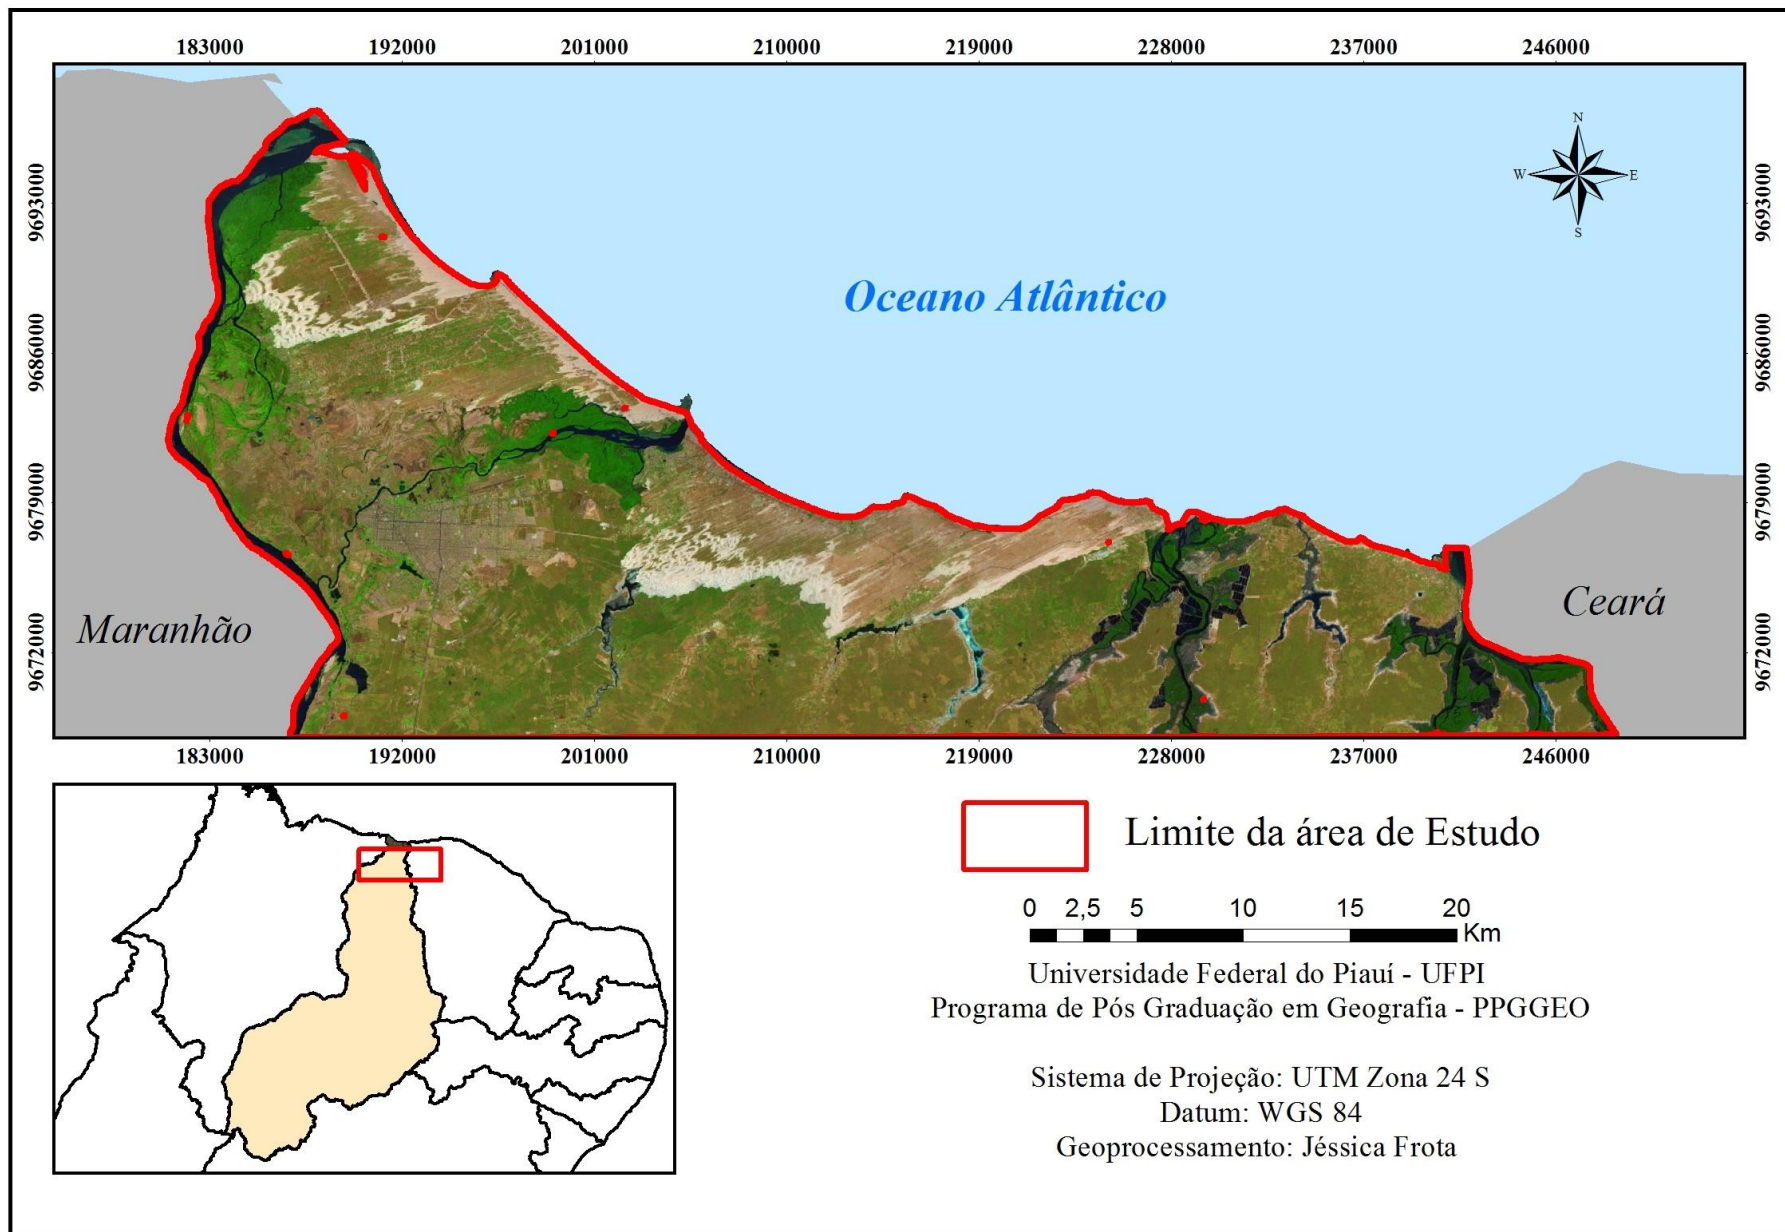 183000 192000 201000 210000 219000 228000 237000 246000
9693000 9693000
9686000 9686000
9679000 9679000
9672000 9672000
N
W E
S
Oceano Atlântico
Maranhão
Ceará
183000 192000 201000 210000 219000 228000 237000 246000
Limite da área de Estudo
0 2,5 5 10 15 20
Km
Universidade Federal do Piauí - UFPI
Programa de Pós Graduação em Geografia - PPGGEO
Sistema de Projeção: UTM Zona 24 S
Datum: WGS 84
Geoprocessamento: Jéssica Frota